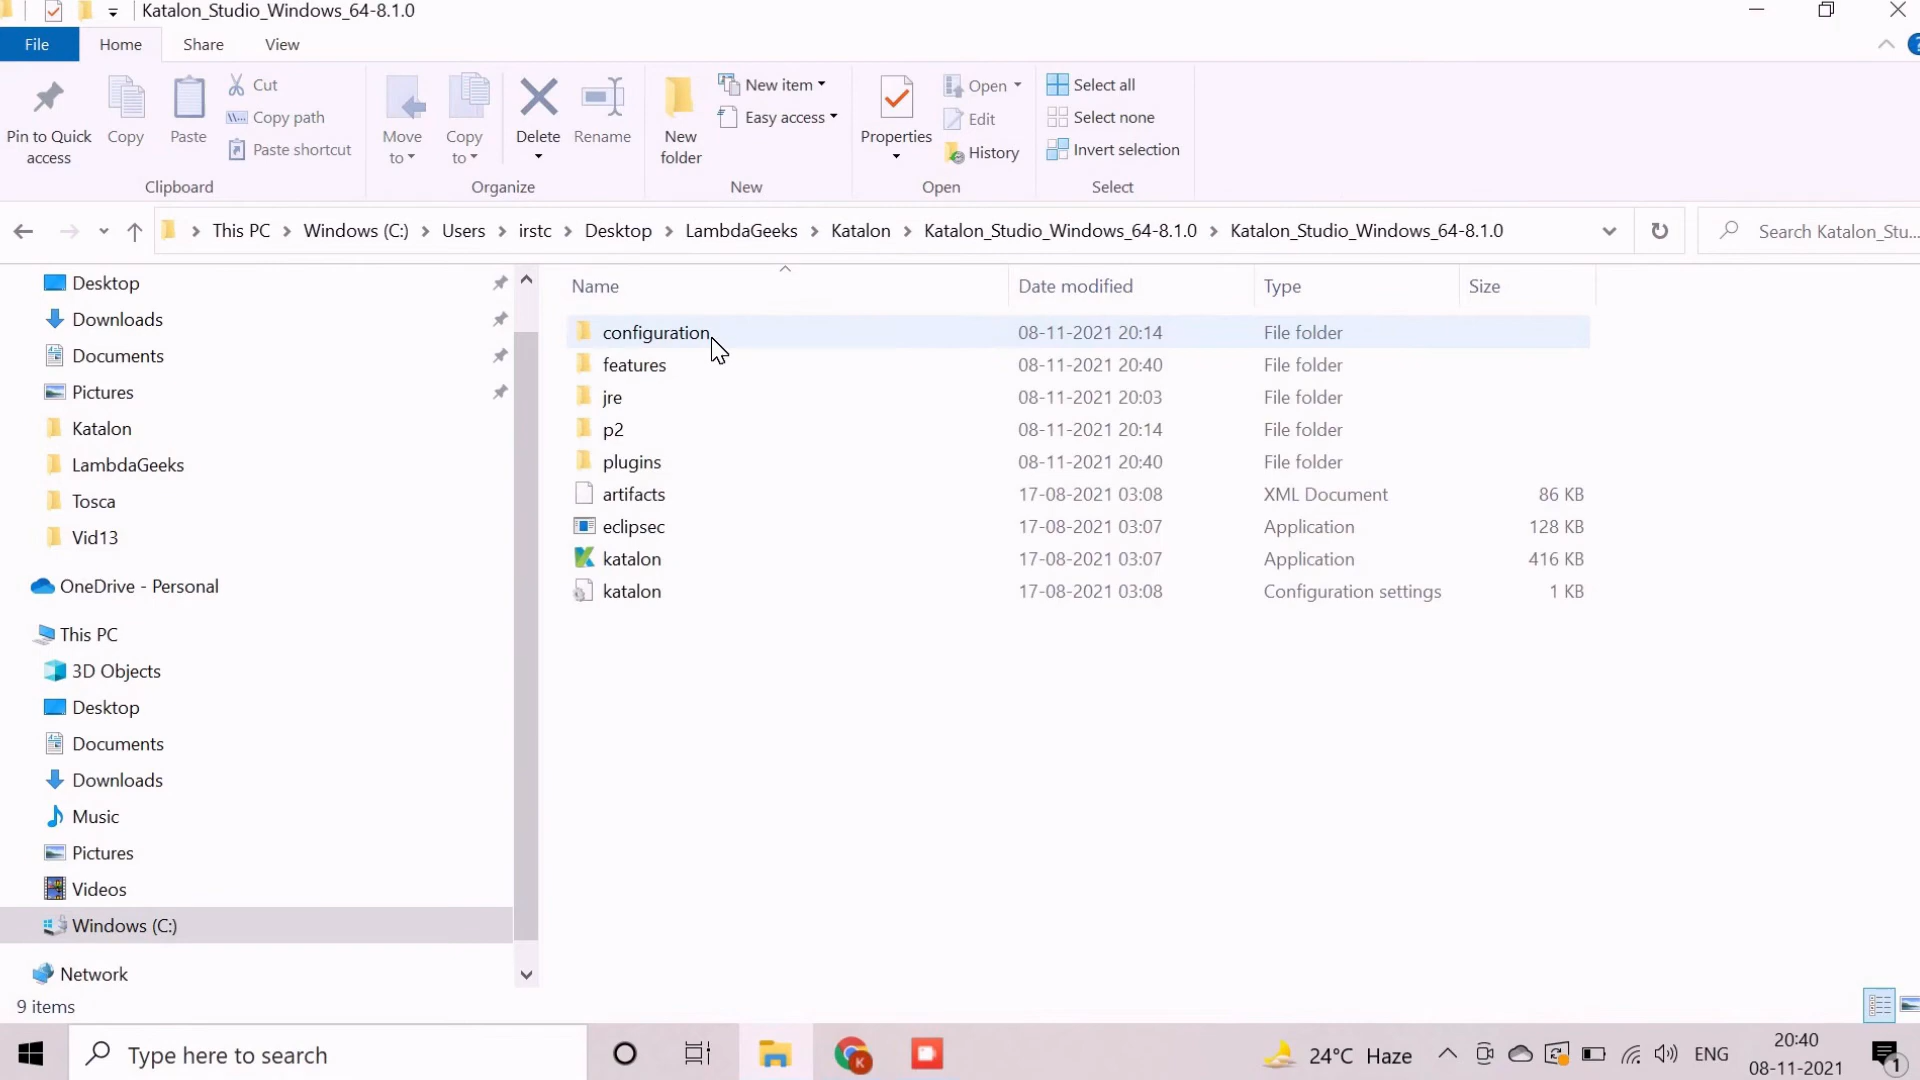 Katalon_Studio_Windows_64-8.1.0
File Home Share View
Pin to Quick access
Copy
Paste
Cut
Copy path
Paste shortcut
Clipboard
Move to
Copy to
Delete
Rename
Organize
New folder
New item
Easy access
New
Properties
Open
Edit
History
Open
Select all
Select none
Invert selection
Select
This PC > Windows (C:) > Users > irstc > Desktop > LambdaGeeks > Katalon > Katalon_Studio_Windows_64-8.1.0 > Katalon_Studio_Windows_64-8.1.0
Search Katalon_Stu...
Desktop
Downloads
Documents
Pictures
Katalon
LambdaGeeks
Tosca
Vid13
OneDrive - Personal
This PC
3D Objects
Desktop
Documents
Downloads
Music
Pictures
Videos
Windows (C:)
Network
Name Date modified Type Size
configuration 08-11-2021 20:14 File folder
features 08-11-2021 20:40 File folder
jre 08-11-2021 20:03 File folder
p2 08-11-2021 20:14 File folder
plugins 08-11-2021 20:40 File folder
artifacts 17-08-2021 03:08 XML Document 86 KB
eclipsec 17-08-2021 03:07 Application 128 KB
katalon 17-08-2021 03:07 Application 416 KB
katalon 17-08-2021 03:08 Configuration settings 1 KB
9 items
Type here to search
K
24°C Haze
ENG
20:40
08-11-2021
1